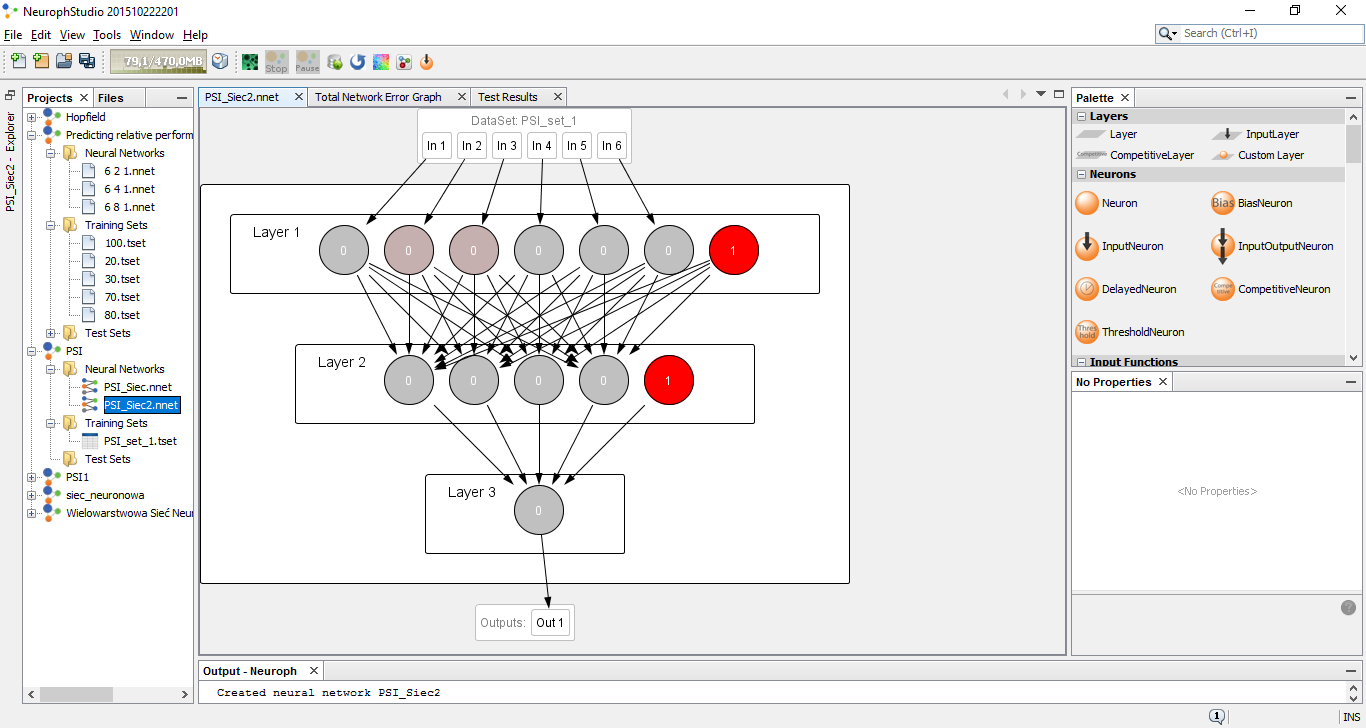 NeurophStudio 201510222201
File Edit View Tools Window Help
Search (Ctrl+I)
79,1/470,0MB
Stop
Pause
PSI_Siec2 - Explorer
Projects
Files
Hopfield
Predicting relative perform
Neural Networks
6 2 1.nnet
6 4 1.nnet
6 8 1.nnet
Training Sets
100.tset
20.tset
30.tset
70.tset
80.tset
Test Sets
PSI
Neural Networks
PSI_Siec.nnet
PSI_Siec2.nnet
Training Sets
PSI_set_1.tset
Test Sets
PSI1
siec_neuronowa
Wielowarstwowa Sieć Neur
PSI_Siec2.nnet
Total Network Error Graph
Test Results
DataSet: PSI_set_1
In 1 In 2 In 3 In 4 In 5 In 6
Layer 1
0 0 0 0 0 0 1
Layer 2
0 0 0 0 1
Layer 3
0
Outputs: Out 1
Palette
Layers
Layer
InputLayer
Competitive
CompetitiveLayer
Custom Layer
Neurons
Neuron
Bias
BiasNeuron
InputNeuron
InputOutputNeuron
DelayedNeuron
Compe
titive
CompetitiveNeuron
Thres
hold
ThresholdNeuron
Input Functions
No Properties
<No Properties>
?
Output - Neuroph
Created neural network PSI_Siec2
1
INS